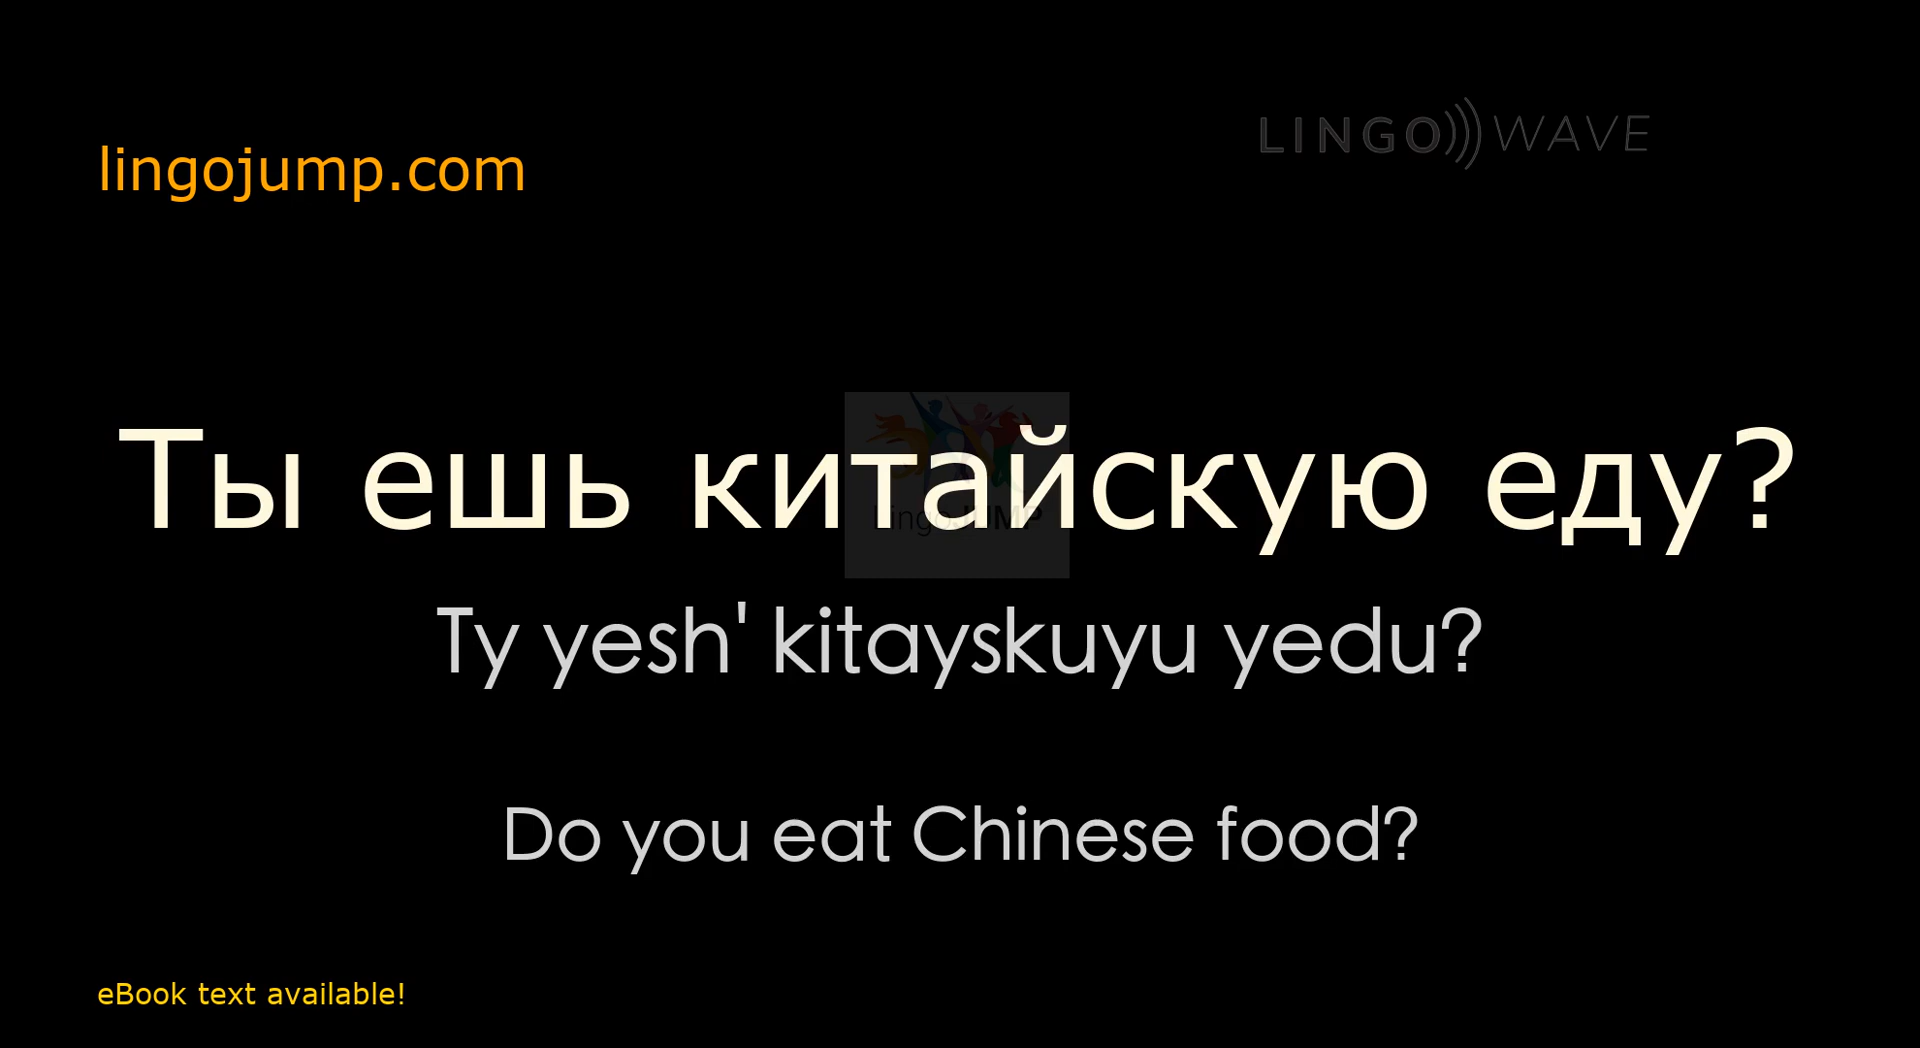 lingojump.com
LINGO WAVE
Ты ешь китайскую еду?
LingoJUMP
Ty yesh' kitayskuyu yedu?
Do you eat Chinese food?
eBook text available!